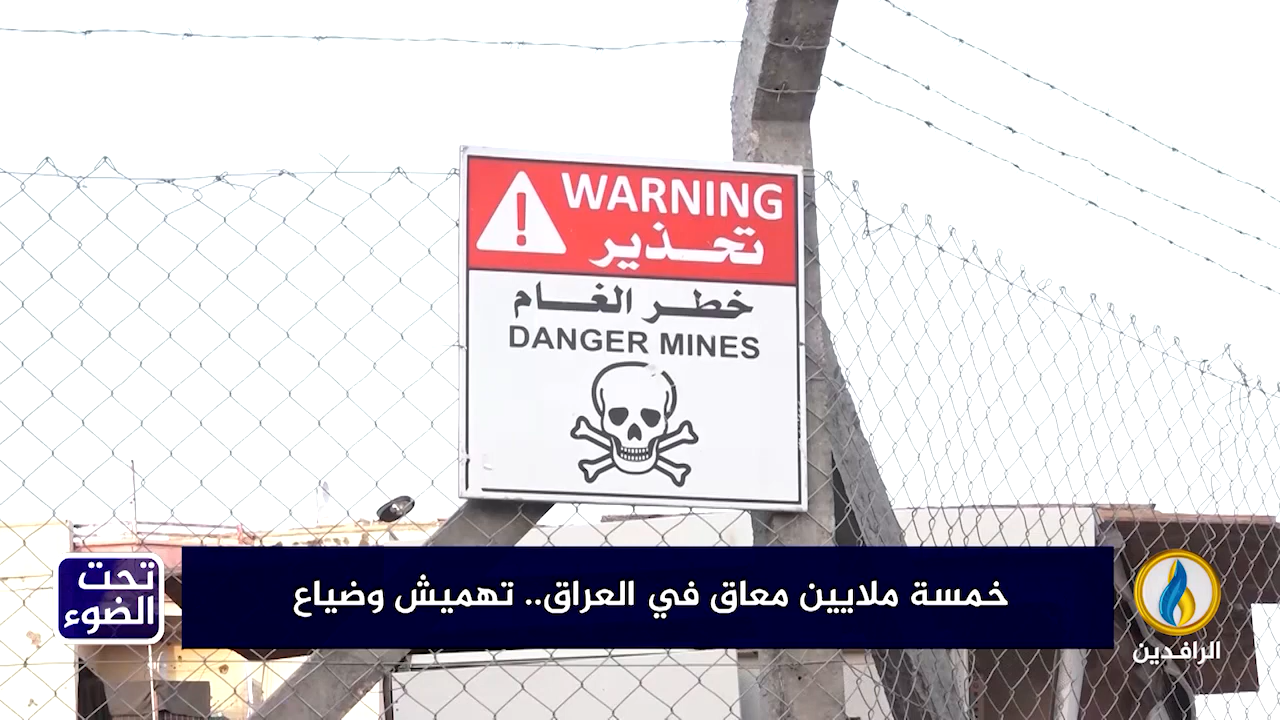 WARNING
تحذير
خطر الغام
DANGER MINES
خمسة ملايين معاق في العراق.. تهميش وضياع
تحت
الضوء
الرافدين